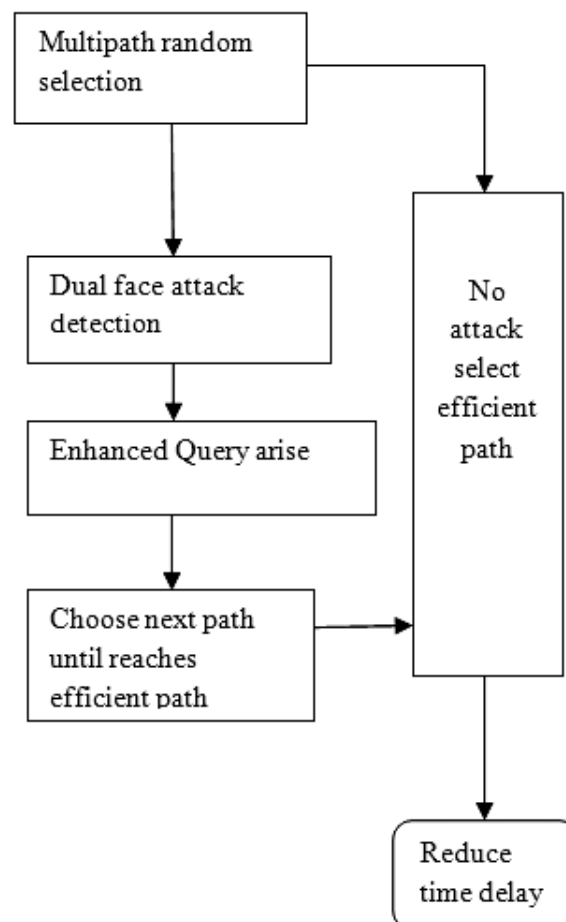 Multipath random
selection
Dual face attack
detection
Enhanced Query arise
Choose next path
until reaches
efficient path
No
attack
select
efficient
path
Reduce
time delay